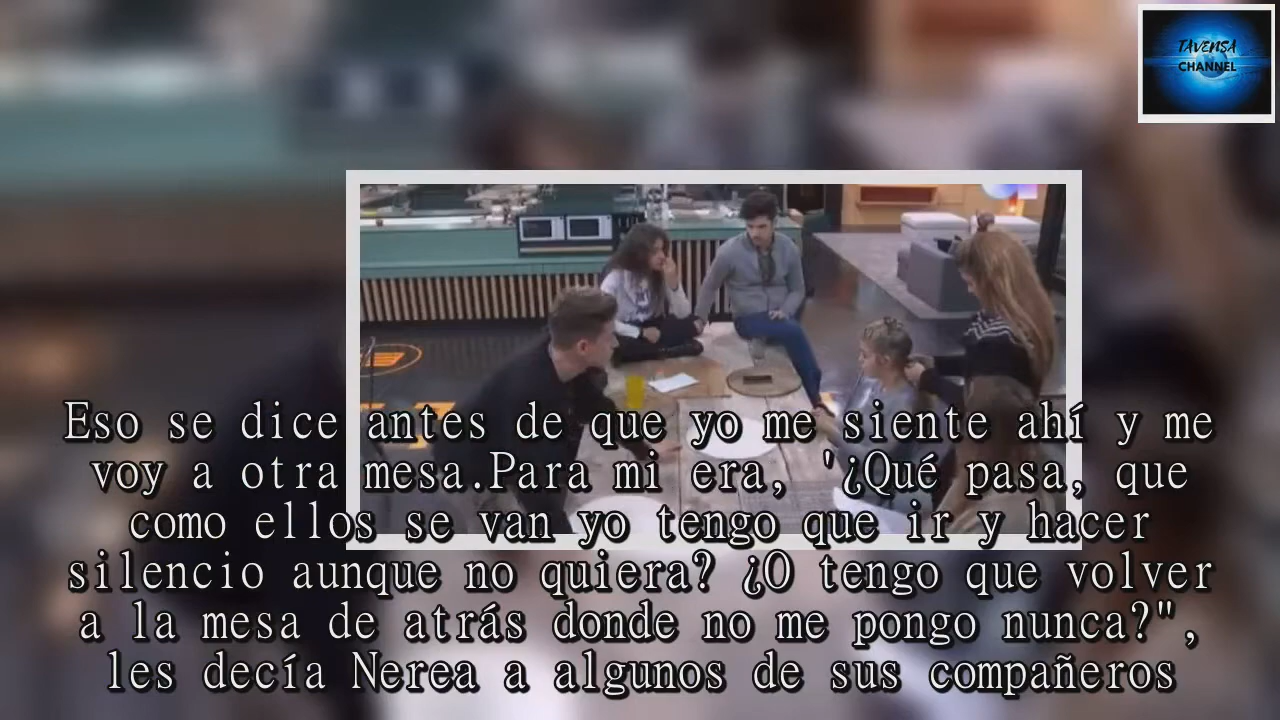 TAVENSA
CHANNEL
Eso se dice antes de que yo me siente ahí y me
voy a otra mesa.Para mi era, '¿Qué pasa, que
como ellos se van yo tengo que ir y hacer
silencio aunque no quiera? ¿O tengo que volver
a la mesa de atrás donde no me pongo nunca?",
les decía Nerea a algunos de sus compañeros